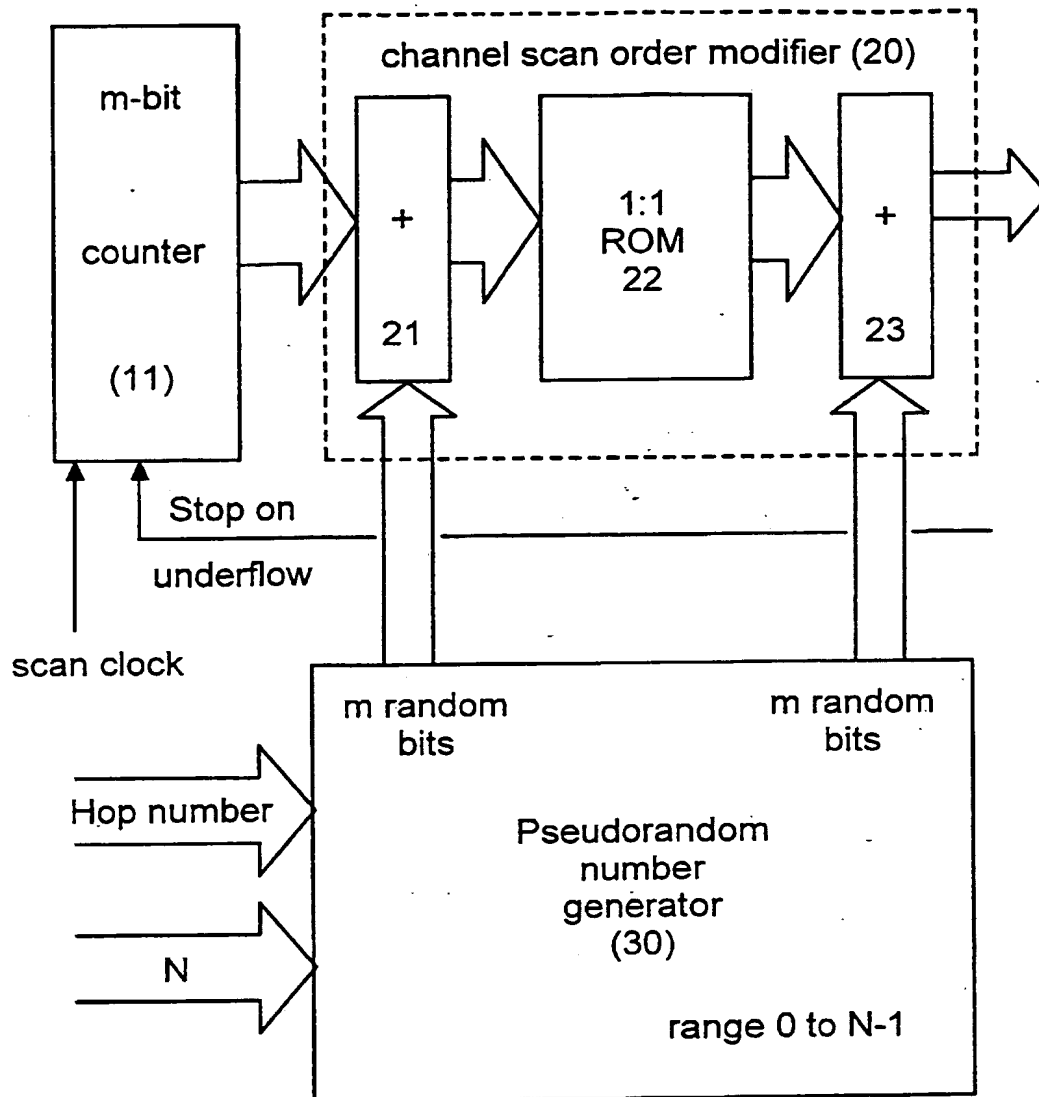 channel scan order modifier (20)
m-bit
counter
(11)
+
21
1:1
ROM
22
+
23
Stop on
underflow
scan clock
m random
bits
m random
bits
Hop number
N
Pseudorandom
number
generator
(30)
range 0 to N-1